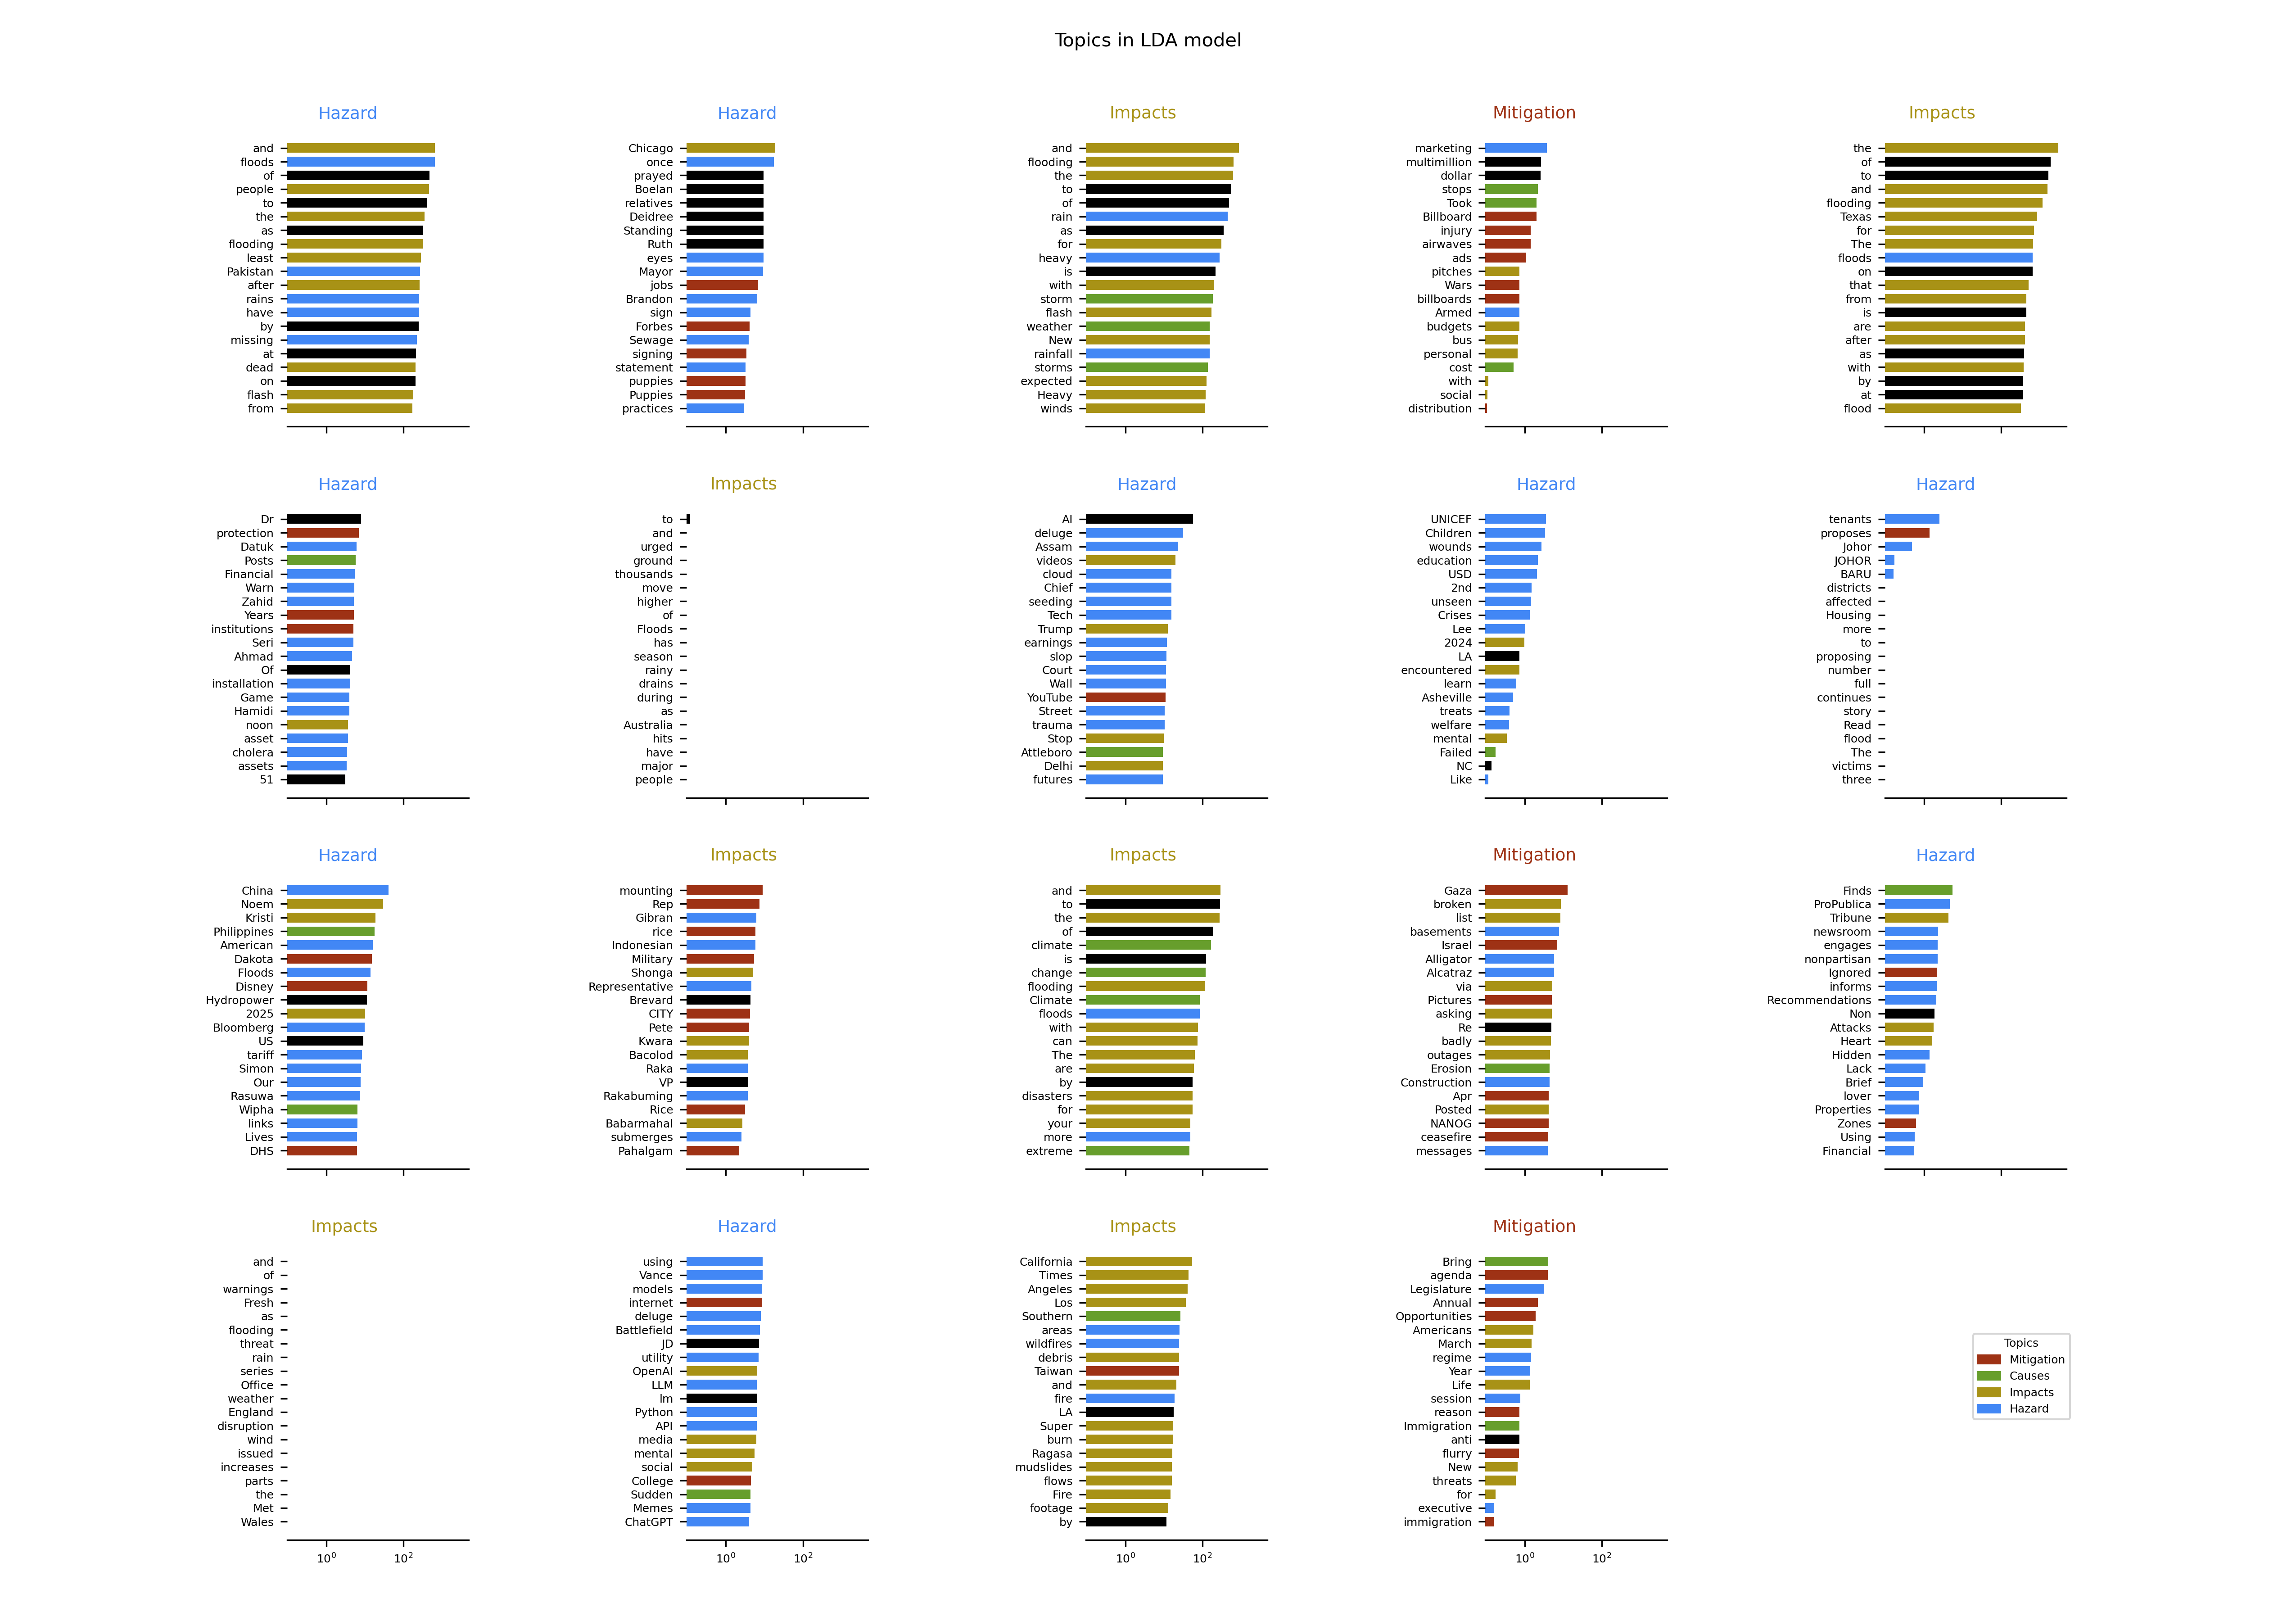 Topics in LDA model
Hazard
and
floods
of
people
to
the
as
flooding
least
Pakistan
after
rains
have
by
missing
at
dead
on
flash
from
Hazard
Chicago
once
prayed
Boelan
relatives
Deidree
Standing
Ruth
eyes
Mayor
jobs
Brandon
sign
Forbes
Sewage
signing
statement
puppies
Puppies
practices
Impacts
and
flooding
the
to
of
rain
as
for
heavy
is
with
storm
flash
weather
New
rainfall
storms
expected
Heavy
winds
Mitigation
marketing
multimillion
dollar
stops
Took
Billboard
injury
airwaves
ads
pitches
Wars
billboards
Armed
budgets
bus
personal
cost
with
social
distribution
Impacts
the
of
to
and
flooding
Texas
for
The
floods
on
that
from
is
are
after
as
with
by
at
flood
Hazard
Dr
protection
Datuk
Posts
Financial
Warn
Zahid
Years
institutions
Seri
Ahmad
Of
installation
Game
Hamidi
noon
asset
cholera
assets
51
Impacts
to
and
urged
ground
thousands
move
higher
of
Floods
has
season
rainy
drains
during
as
Australia
hits
have
major
people
Hazard
AI
deluge
Assam
videos
cloud
Chief
seeding
Tech
Trump
earnings
slop
Court
Wall
YouTube
Street
trauma
Stop
Attleboro
Delhi
futures
Hazard
UNICEF
Children
wounds
education
USD
2nd
unseen
Crises
Lee
2024
LA
encountered
learn
Asheville
treats
welfare
mental
Failed
NC
Like
Hazard
tenants
proposes
Johor
JOHOR
BARU
districts
affected
Housing
more
to
proposing
number
full
continues
story
Read
flood
The
victims
three
Hazard
China
Noem
Kristi
Philippines
American
Dakota
Floods
Disney
Hydropower
2025
Bloomberg
US
tariff
Simon
Our
Rasuwa
Wipha
links
Lives
DHS
Impacts
mounting
Rep
Gibran
rice
Indonesian
Military
Shonga
Representative
Brevard
CITY
Pete
Kwara
Bacolod
Raka
VP
Rakabuming
Rice
Babarmahal
submerges
Pahalgam
Impacts
and
to
the
of
climate
is
change
flooding
Climate
floods
with
can
The
are
by
disasters
for
your
more
extreme
Mitigation
Gaza
broken
list
basements
Israel
Alligator
Alcatraz
via
Pictures
asking
Re
badly
outages
Erosion
Construction
Apr
Posted
NANOG
ceasefire
messages
Hazard
Finds
ProPublica
Tribune
newsroom
engages
nonpartisan
Ignored
informs
Recommendations
Non
Attacks
Heart
Hidden
Lack
Brief
lover
Properties
Zones
Using
Financial
Impacts
and
of
warnings
Fresh
as
flooding
threat
rain
series
Office
weather
England
disruption
wind
issued
increases
parts
the
Met
Wales
10^0 10^2
Hazard
using
Vance
models
internet
deluge
Battlefield
JD
utility
OpenAI
LLM
lm
Python
API
media
mental
social
College
Sudden
Memes
ChatGPT
10^0 10^2
Impacts
California
Times
Angeles
Los
Southern
areas
wildfires
debris
Taiwan
and
fire
LA
Super
burn
Ragasa
mudslides
flows
Fire
footage
by
10^0 10^2
Mitigation
Bring
agenda
Legislature
Annual
Opportunities
Americans
March
regime
Year
Life
session
reason
Immigration
anti
flurry
New
threats
for
executive
immigration
10^0 10^2
Topics
Mitigation
Causes
Impacts
Hazard